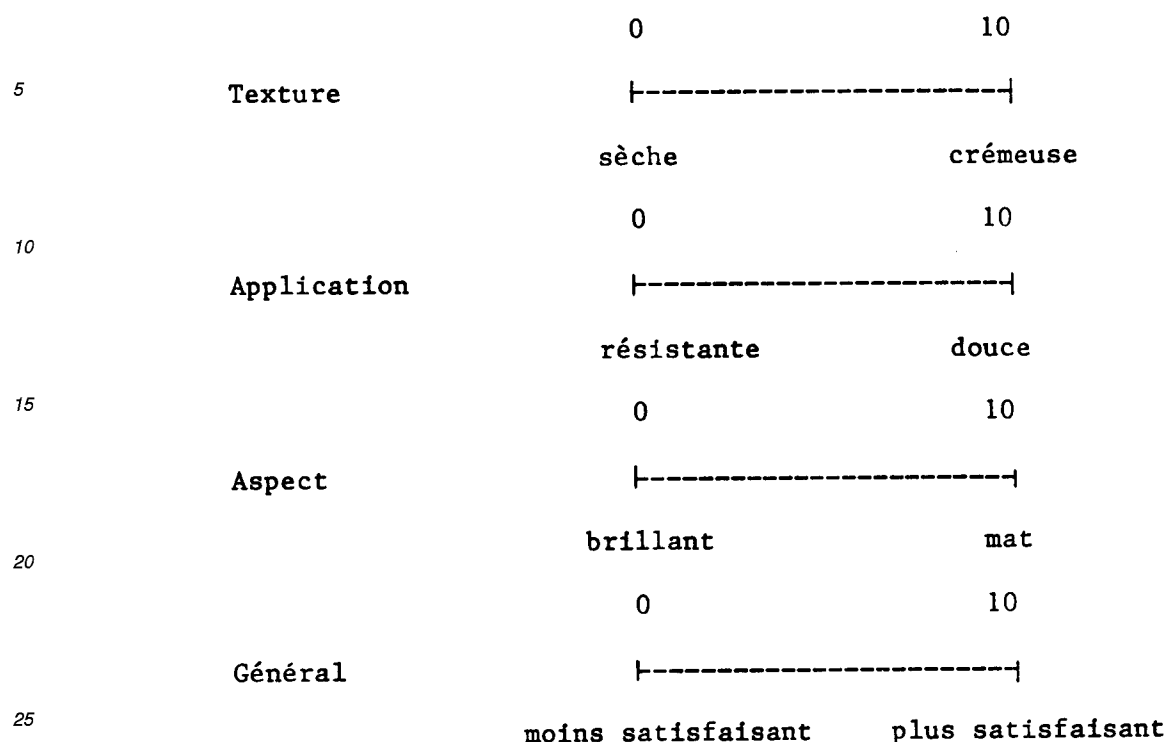 0 10
5 Texture |-----------------------|
sèche crémeuse
0 10
10
Application |-----------------------|
résistante douce
15 0 10
Aspect |-----------------------|
brillant mat
20
0 10
Général |-----------------------|
25 moins satisfaisant plus satisfaisant